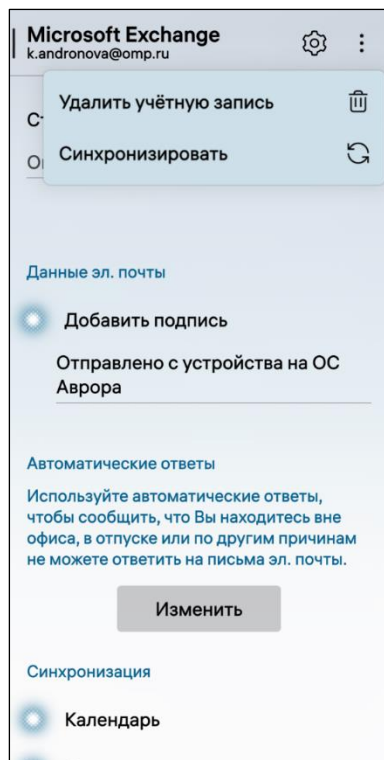 Microsoft Exchange
k.andronova@omp.ru
Удалить учётную запись
Синхронизировать
Данные эл. почты
Добавить подпись
Отправлено с устройства на ОС
Аврора
Автоматические ответы
Используйте автоматические ответы,
чтобы сообщить, что Вы находитесь вне
офиса, в отпуске или по другим причинам
не можете ответить на письма эл. почты.
Изменить
Синхронизация
Календарь